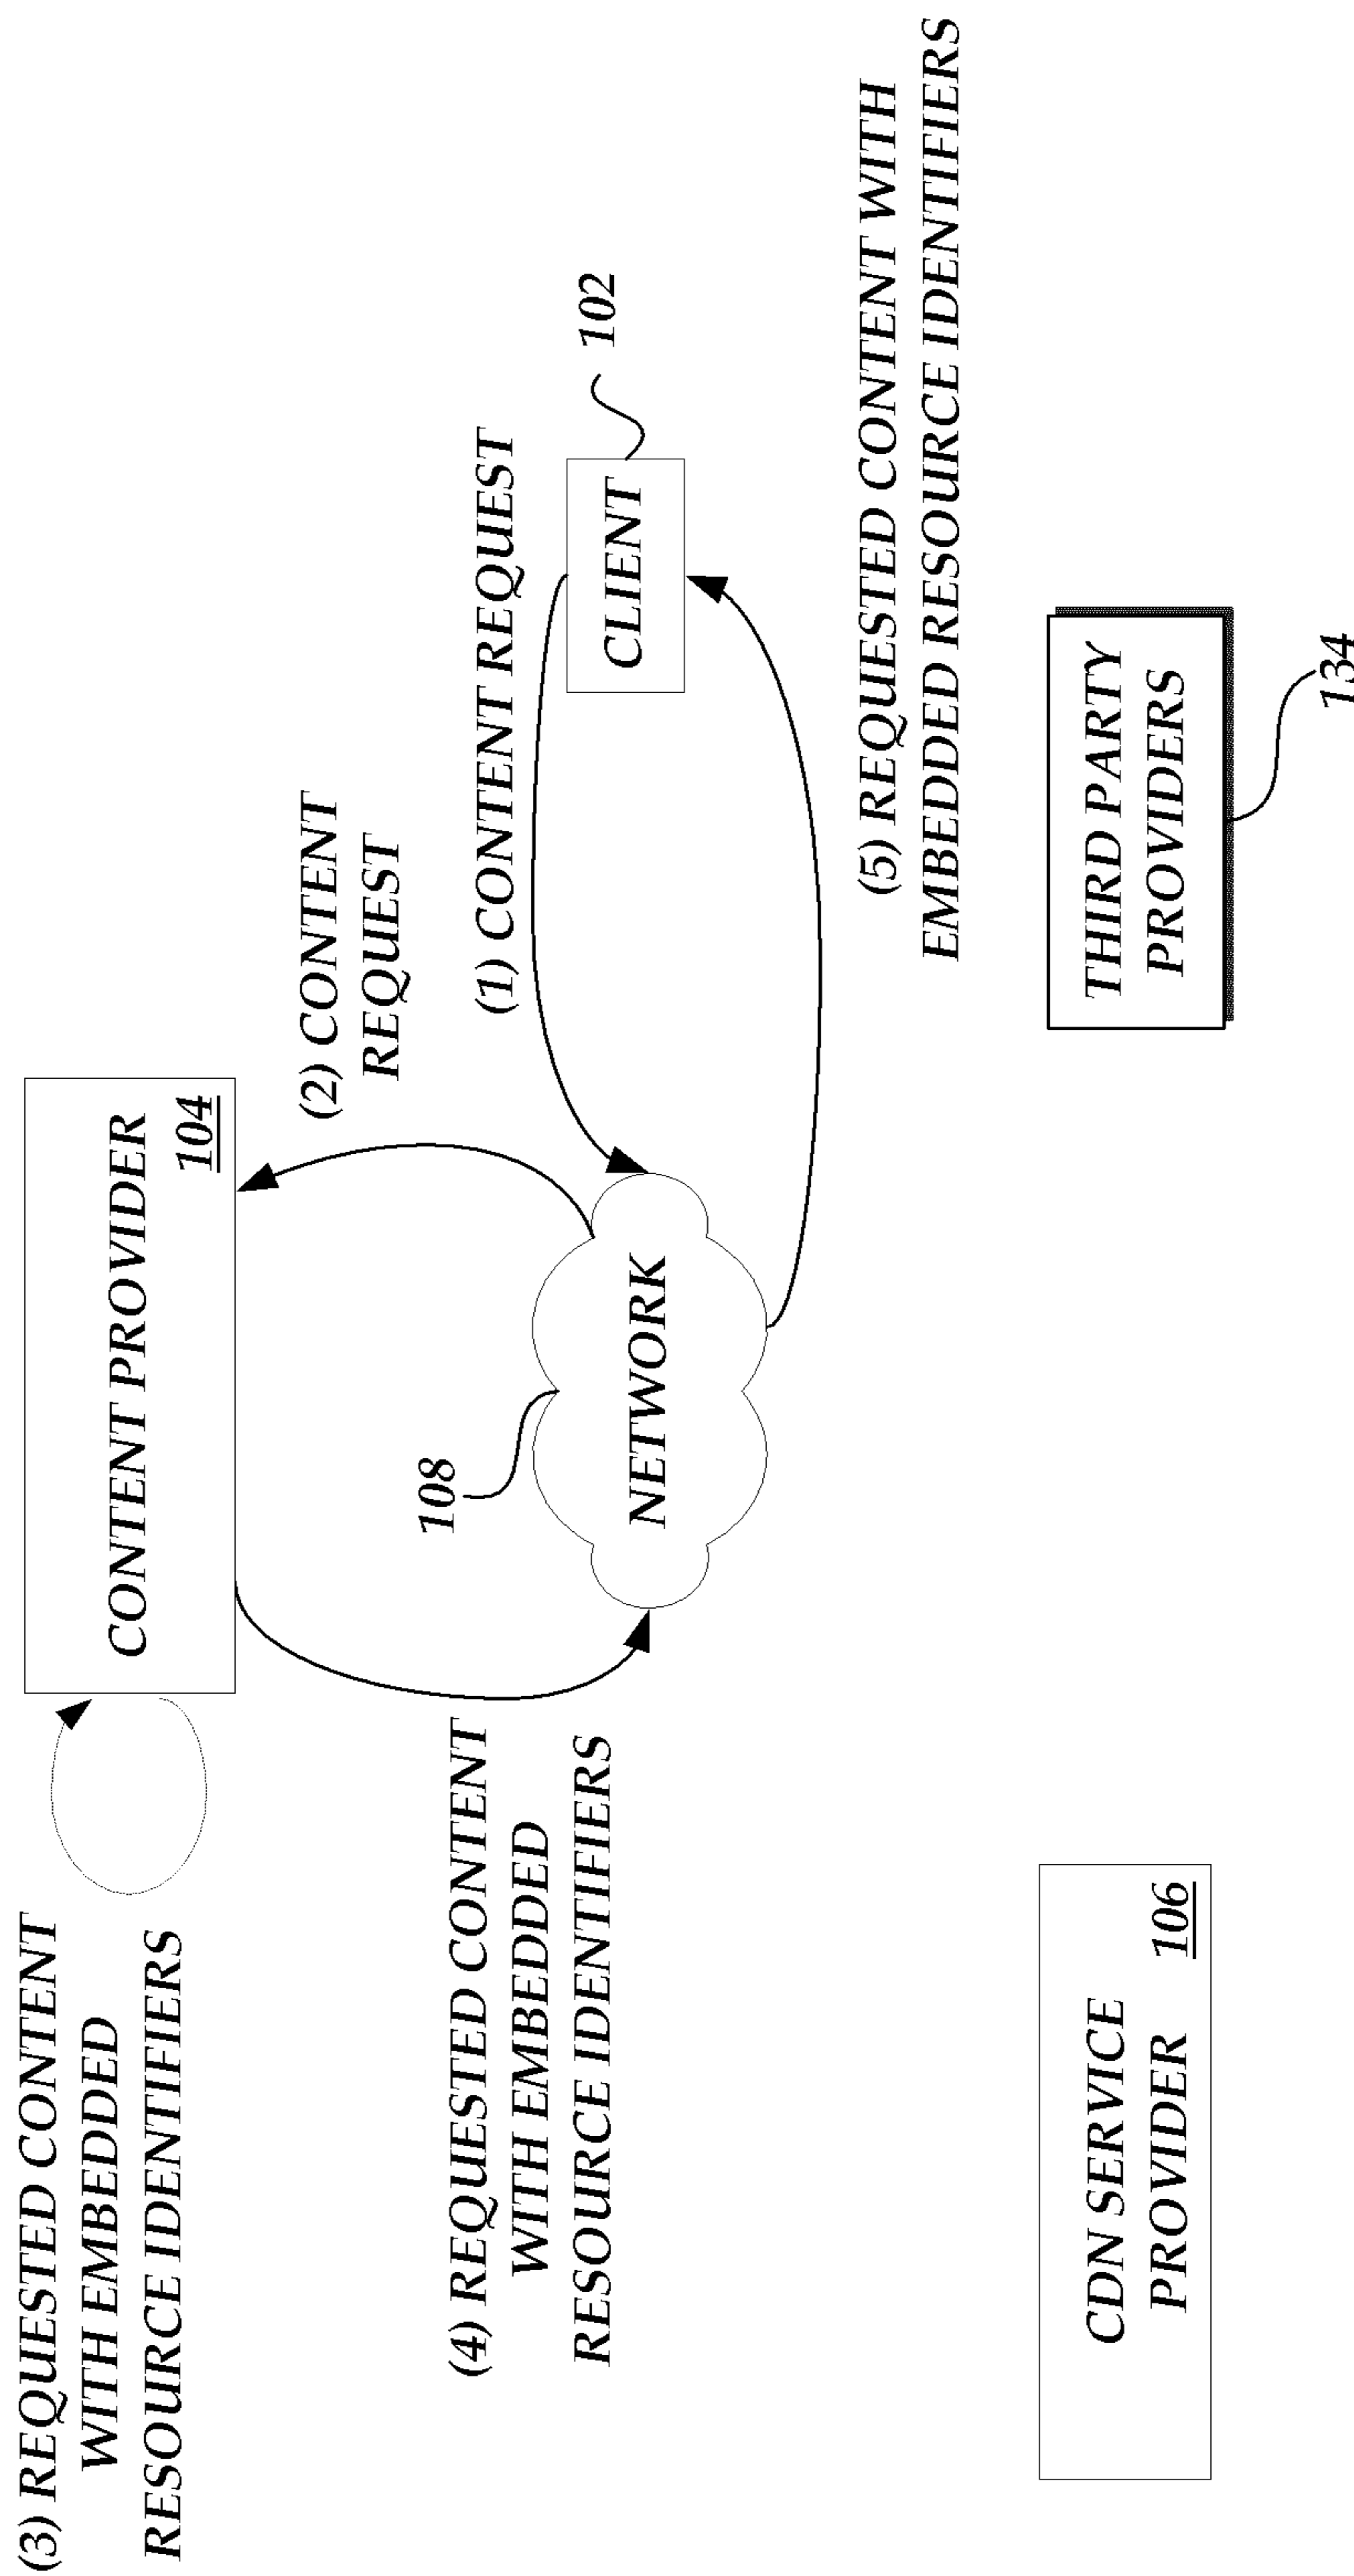 (3) REQUESTED CONTENT
WITH EMBEDDED
RESOURCE IDENTIFIERS
CONTENT PROVIDER
104
(2) CONTENT
REQUEST
(4) REQUESTED CONTENT
WITH EMBEDDED
RESOURCE IDENTIFIERS
108
(1) CONTENT REQUEST
NETWORK
CLIENT
102
(5) REQUESTED CONTENT WITH
EMBEDDED RESOURCE IDENTIFIERS
CDN SERVICE
PROVIDER
106
THIRD PARTY
PROVIDERS
134